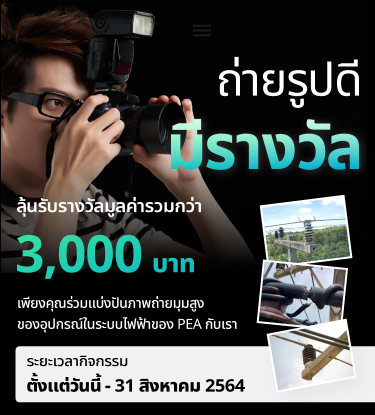 ถ่ายรูปดี
มีรางวัล
ลุ้นรับรางวัลมูลค่ารวมกว่า
3,000 บาท
เพียงคุณร่วมแบ่งปันภาพถ่ายมุมสูง
ของอุปกรณ์ในระบบไฟฟ้าของ PEA กับเรา
ระยะเวลากิจกรรม
ตั้งแต่วันนี้ - 31 สิงหาคม 2564